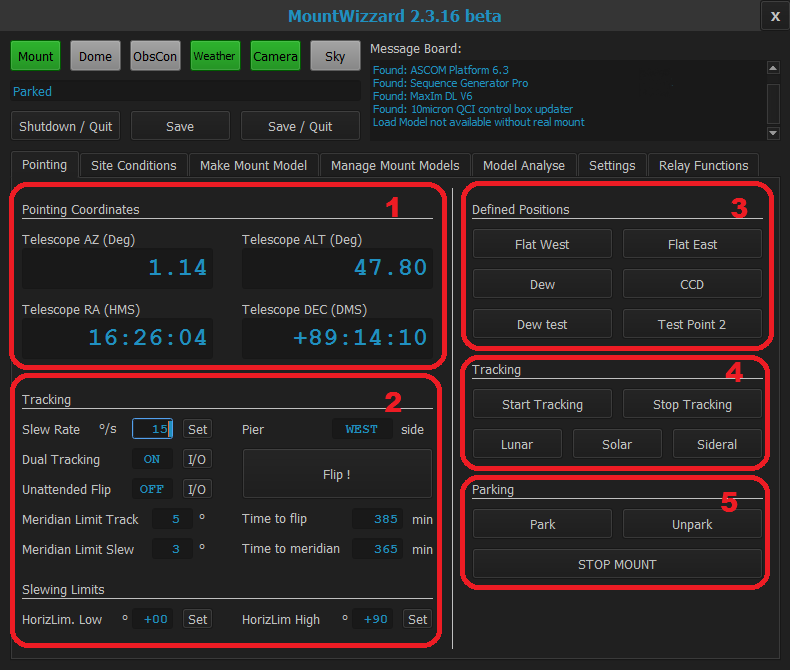 MountWizzard 2.3.16 beta
X
Mount Dome ObsCon Weather Camera Sky
Message Board:
Found: ASCOM Platform 6.3
Found: Sequence Generator Pro
Found: MaxIm DL V6
Found: 10micron QCI control box updater
Load Model not available without real mount
Parked
Shutdown / Quit Save Save / Quit
Pointing Site Conditions Make Mount Model Manage Mount Models Model Analyse Settings Relay Functions
1
Pointing Coordinates
Telescope AZ (Deg) Telescope ALT (Deg)
1.14 47.80
Telescope RA (HMS) Telescope DEC (DMS)
16:26:04 +89:14:10
2
Tracking
Slew Rate °/s 15 Set Pier WEST side
Dual Tracking ON I/O
Flip !
Unattended Flip OFF I/O
Meridian Limit Track 5 ° Time to flip 385 min
Meridian Limit Slew 3 ° Time to meridian 365 min
Slewing Limits
HorizLim. Low ° +00 Set HorizLim High ° +90 Set
3
Defined Positions
Flat West Flat East
Dew CCD
Dew test Test Point 2
4
Tracking
Start Tracking Stop Tracking
Lunar Solar Sideral
5
Parking
Park Unpark
STOP MOUNT